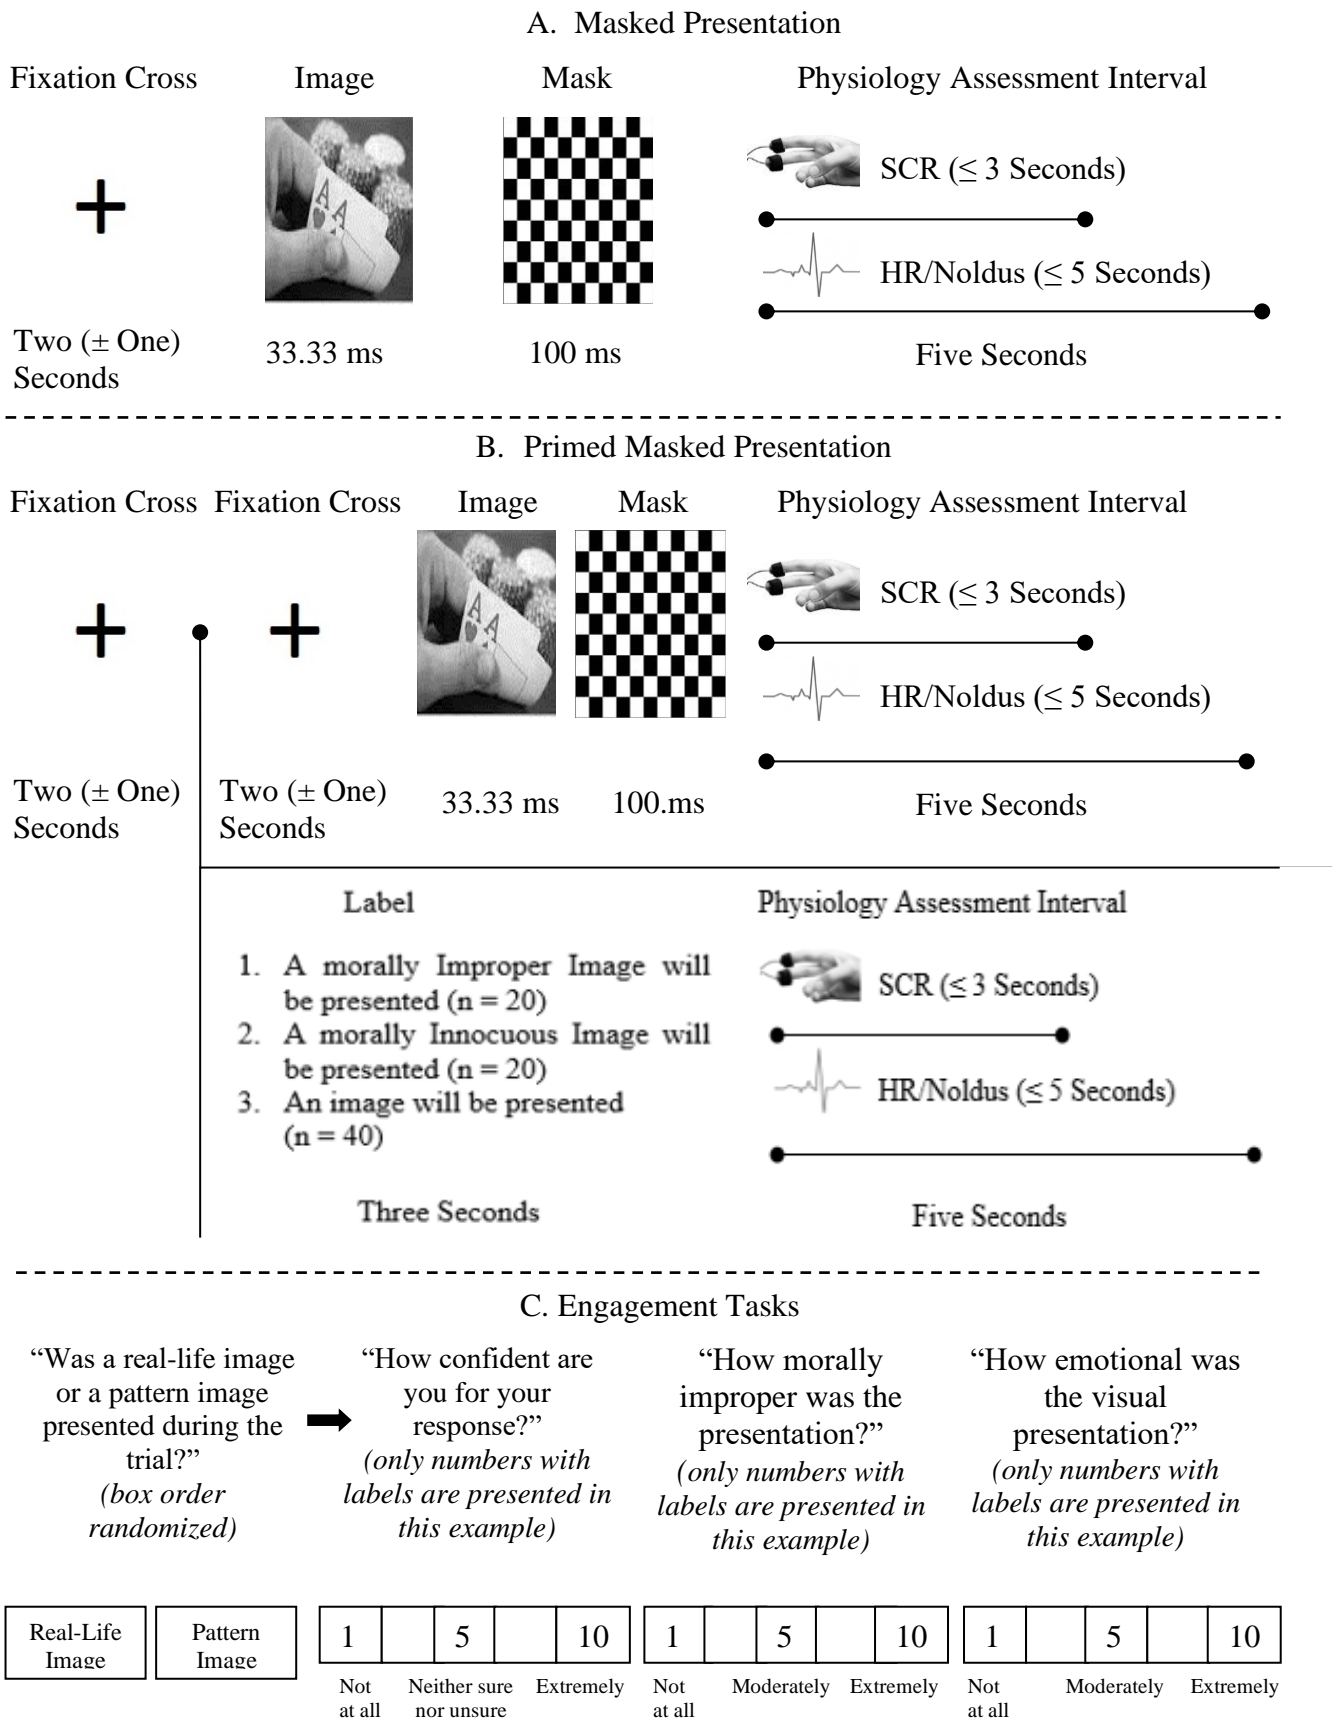 A. Masked Presentation
Fixation Cross
Image
Mask
Physiology Assessment Interval
A
A
SCR (≤ 3 Seconds)
HR/Noldus (≤ 5 Seconds)
Two (± One)
Seconds
33.33 ms
100 ms
Five Seconds
B. Primed Masked Presentation
Fixation Cross
Fixation Cross
Image
Mask
Physiology Assessment Interval
A
A
SCR (≤ 3 Seconds)
HR/Noldus (≤ 5 Seconds)
Two (± One)
Seconds
Two (± One)
Seconds
33.33 ms
100.ms
Five Seconds
Label
1. A morally Improper Image will
be presented (n = 20)
2. A morally Innocuous Image will
be presented (n = 20)
3. An image will be presented
(n = 40)
Three Seconds
Physiology Assessment Interval
SCR (≤ 3 Seconds)
HR/Noldus (≤ 5 Seconds)
Five Seconds
C. Engagement Tasks
“Was a real-life image
or a pattern image
presented during the
trial?”
(box order
randomized)
“How confident are
you for your
response?”
(only numbers with
labels are presented in
this example)
“How morally
improper was the
presentation?”
(only numbers with
labels are presented in
this example)
“How emotional was
the visual
presentation?”
(only numbers with
labels are presented in
this example)
Real-Life
Image
Pattern
Image
1 5 10
Not
at all
Neither sure
nor unsure
Extremely
1 5 10
Not
at all
Moderately
Extremely
1 5 10
Not
at all
Moderately
Extremely